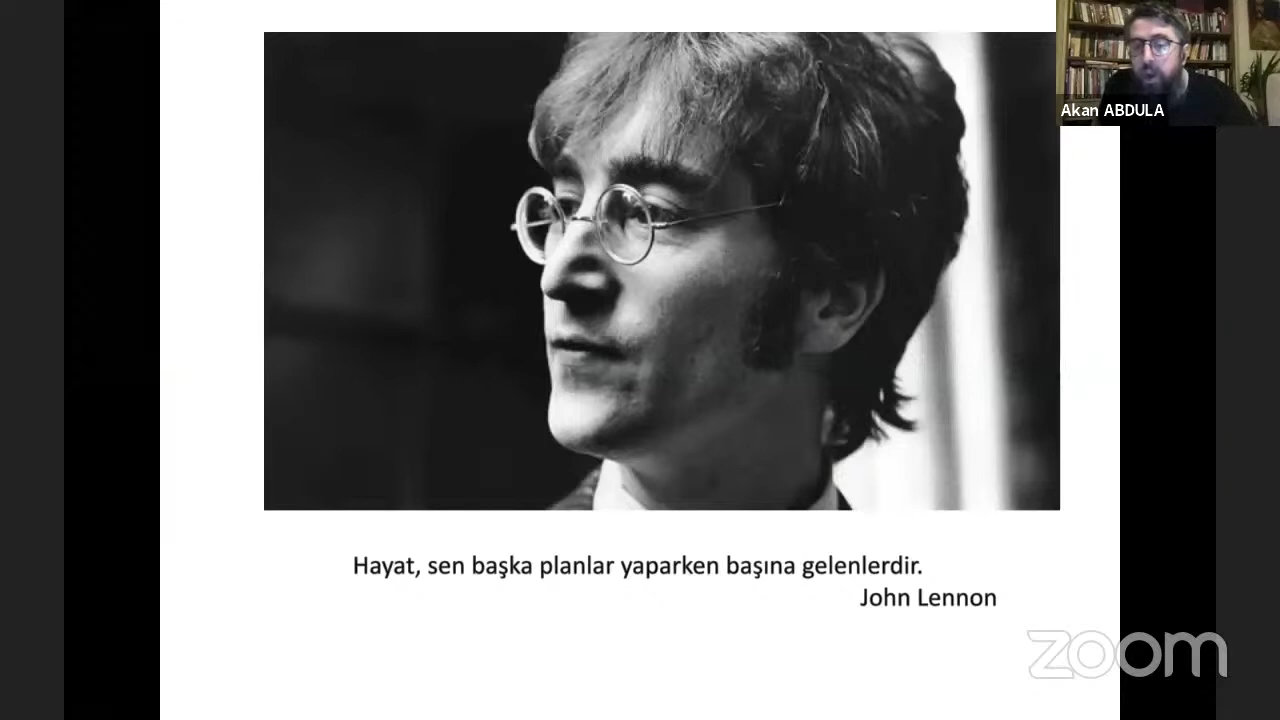 Akan ABDULA
Hayat, sen başka planlar yaparken başına gelenlerdir.
John Lennon
zoom